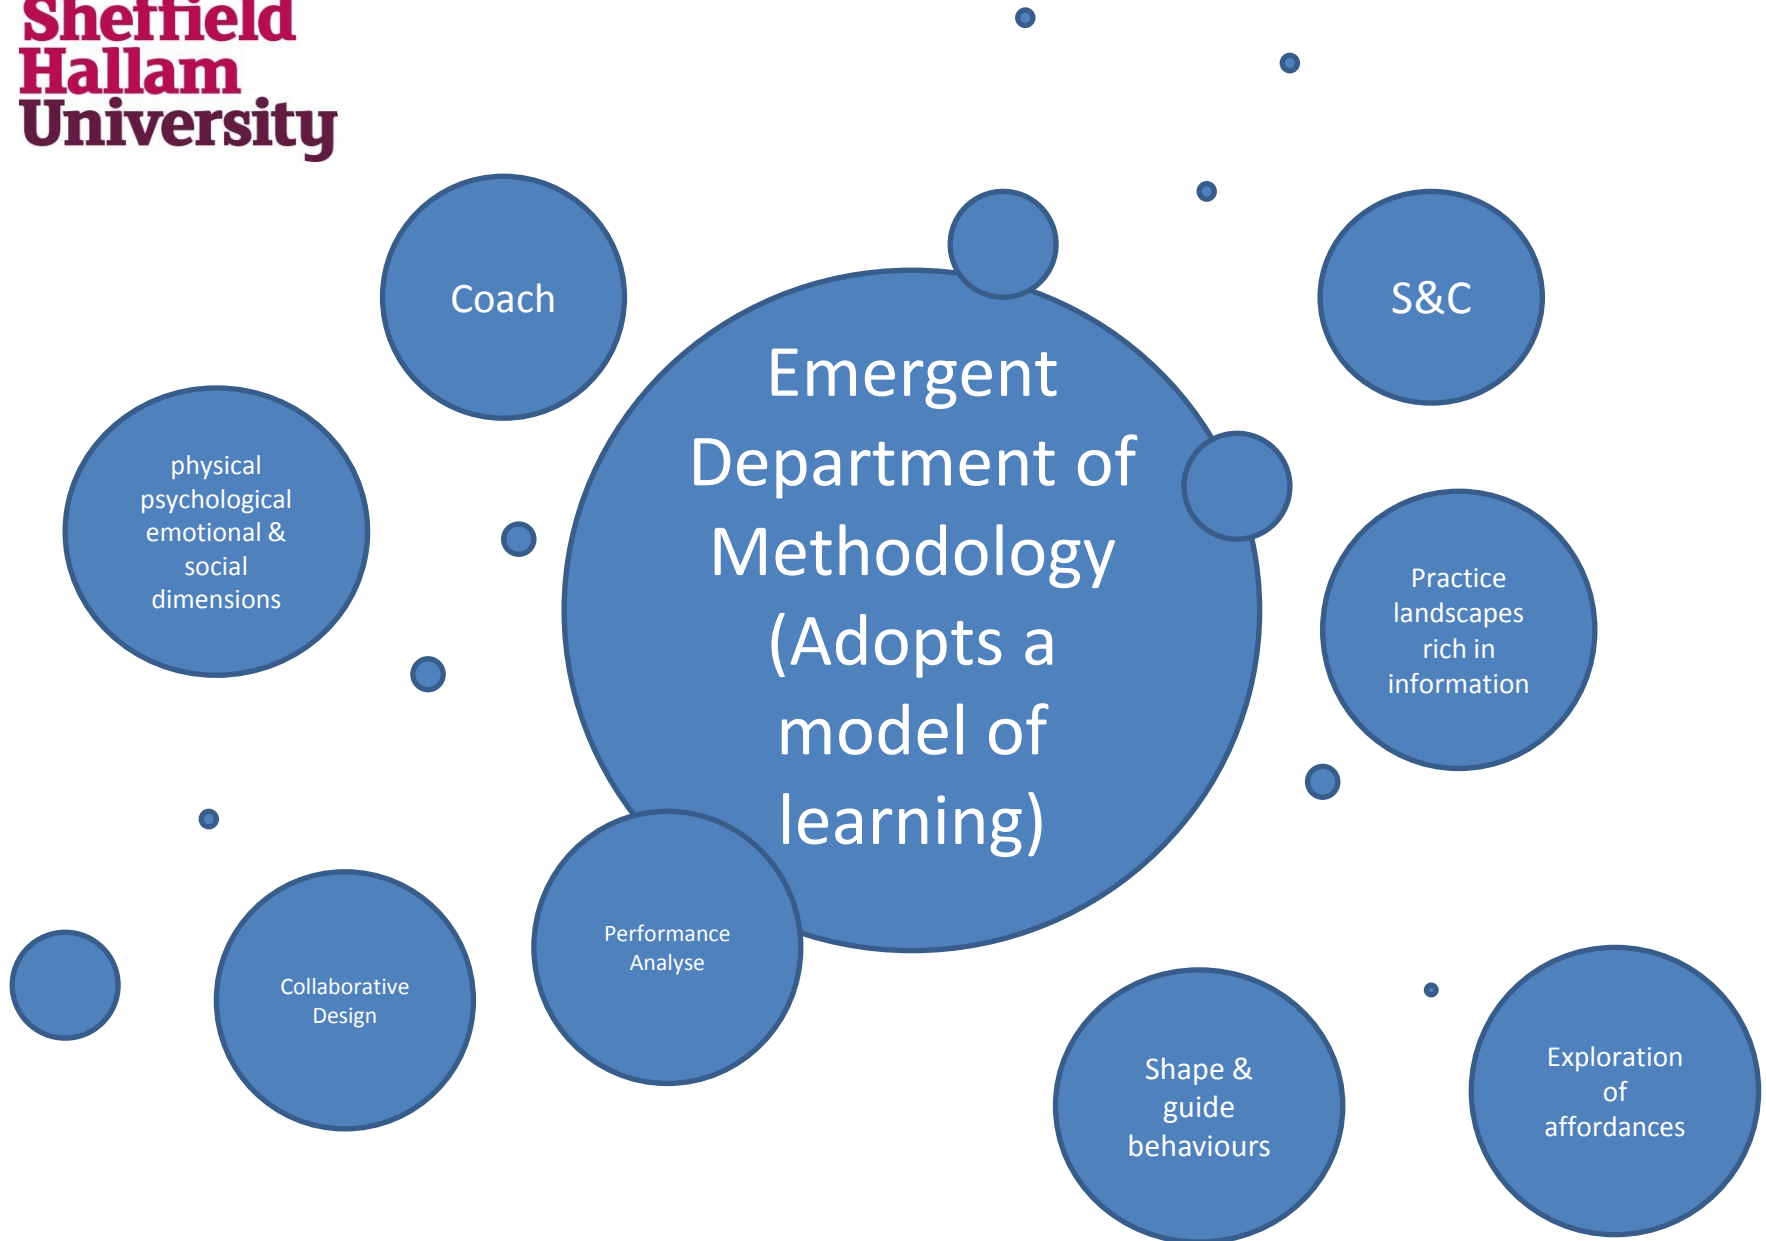 Sheffield
Hallam
University
Coach
S&C
Emergent
Department of
Methodology
(Adopts a
model of
learning)
physical
psychological
emotional &
social
dimensions
Practice
landscapes
rich in
information
Performance
Analyse
Collaborative
Design
Shape &
guide
behaviours
Exploration
of
affordances